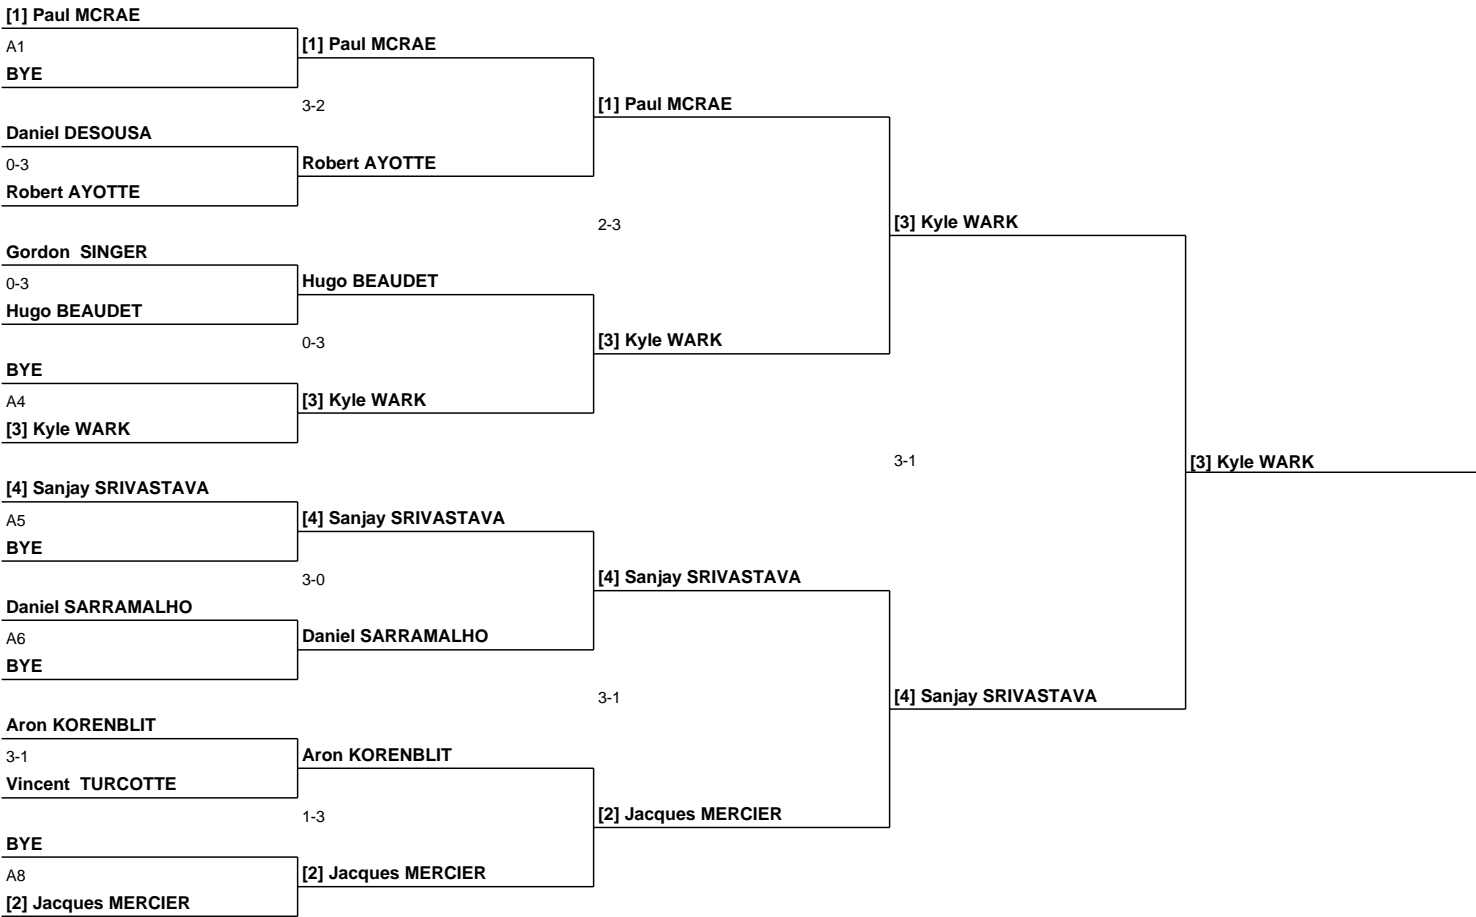 [1] Paul MCRAE
A1
BYE
Daniel DESOUSA
0-3
Robert AYOTTE
Gordon  SINGER
0-3
Hugo BEAUDET
BYE
A4
[3] Kyle WARK
[4] Sanjay SRIVASTAVA
A5
BYE
Daniel SARRAMALHO
A6
BYE
Aron KORENBLIT
3-1
Vincent  TURCOTTE
BYE
A8
[2] Jacques MERCIER
[1] Paul MCRAE
3-2
Robert AYOTTE
Hugo BEAUDET
0-3
[3] Kyle WARK
[4] Sanjay SRIVASTAVA
3-0
Daniel SARRAMALHO
Aron KORENBLIT
1-3
[2] Jacques MERCIER
[1] Paul MCRAE
2-3
[3] Kyle WARK
[4] Sanjay SRIVASTAVA
3-1
[2] Jacques MERCIER
[3] Kyle WARK
3-1
[4] Sanjay SRIVASTAVA
[3] Kyle WARK